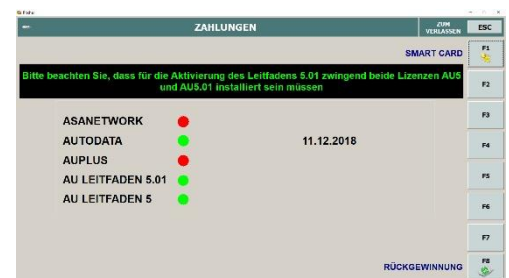 ZAHLUNGEN
ZUM
VERLASSEN
ESC
SMART CARD
F1
Bitte beachten Sie, dass für die Aktivierung des Leitfadens 5.01 zwingend beide Lizenzen AU5
und AU5.01 installiert sein müssen
F2
ASANETWORK
F3
AUTODATA 11.12.2018
F4
AUPLUS
AU LEITFADEN 5.01
F5
AU LEITFADEN 5
F6
F7
RÜCKGEWINNUNG
F8